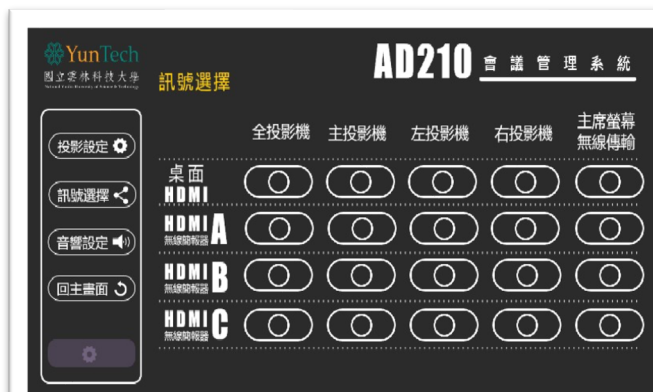 YunTech
國立雲林科技大學
訊號選擇
AD210 會議管理系統
投影設定
訊號選擇
音響設定
回主畫面
全投影機 主投影機 左投影機 右投影機 主席螢幕
無線傳輸
桌面
HDMI
HDMI A
無線簡報器
HDMI B
無線簡報器
HDMI C
無線簡報器